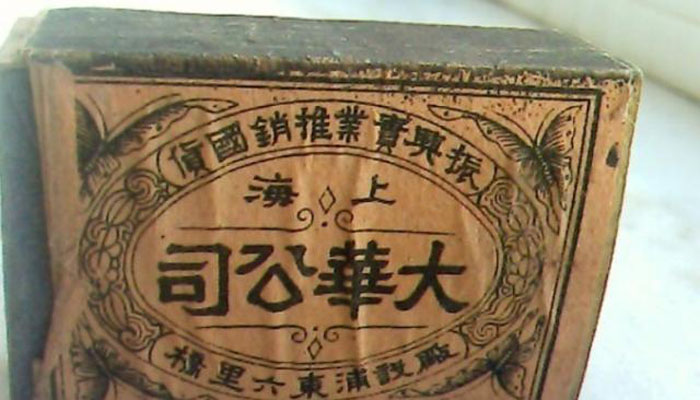 振興實業推銷國貨
上海
大華公司
廠設浦東六里橋